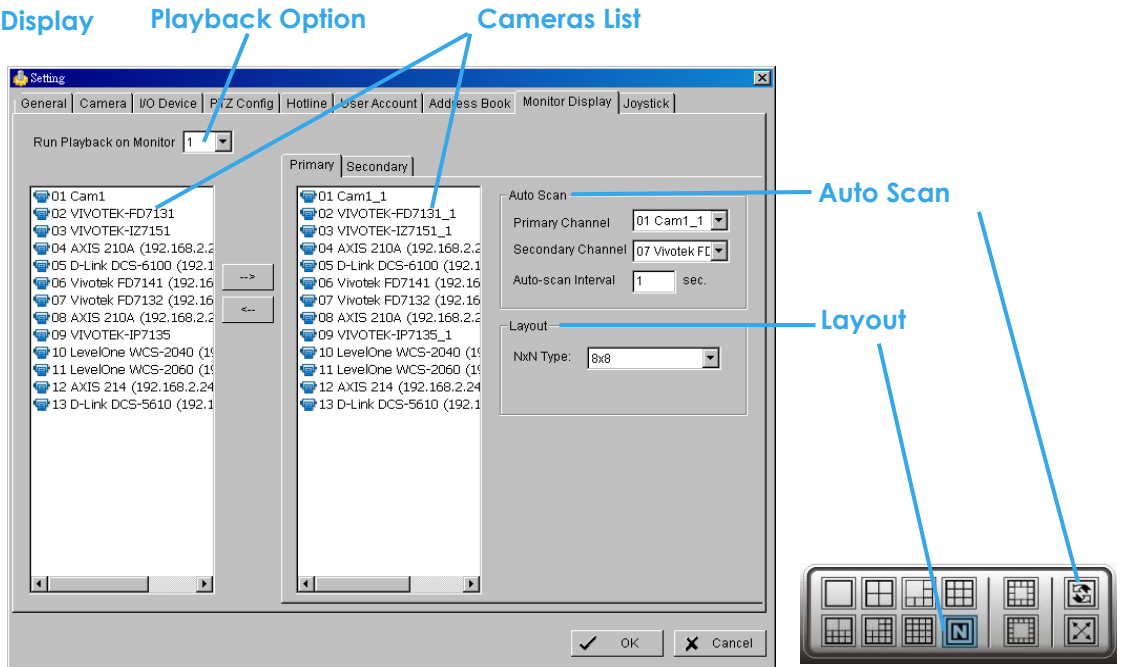 Display
Playback Option
Cameras List
Setting
General
Camera
I/O Device
PTZ Config
Hotline
User Account
Address Book
Monitor Display
Joystick
Run Playback on Monitor 1
Primary
Secondary
01 Cam1
02 VIVOTEK-FD7131
03 VIVOTEK-IZ7151
04 AXIS 210A (192.168.2.2
05 D-Link DCS-6100 (192.1
06 Vivotek FD7141 (192.16
07 Vivotek FD7132 (192.16
08 AXIS 210A (192.168.2.2
09 VIVOTEK-IP7135
10 LevelOne WCS-2040 (19
11 LevelOne WCS-2060 (19
12 AXIS 214 (192.168.2.24
13 D-Link DCS-5610 (192.1
-->
<--
01 Cam1_1
02 VIVOTEK-FD7131_1
03 VIVOTEK-IZ7151_1
04 AXIS 210A (192.168.2.2
05 D-Link DCS-6100 (192.1
06 Vivotek FD7141 (192.16
07 Vivotek FD7132 (192.16
08 AXIS 210A (192.168.2.2
09 VIVOTEK-IP7135_1
10 LevelOne WCS-2040 (19
11 LevelOne WCS-2060 (19
12 AXIS 214 (192.168.2.24
13 D-Link DCS-5610 (192.1
Auto Scan
Primary Channel 01 Cam1_1
Secondary Channel 07 Vivotek FD
Auto-scan Interval 1 sec.
Layout
NxN Type: 8x8
OK
Cancel
Auto Scan
Layout
N